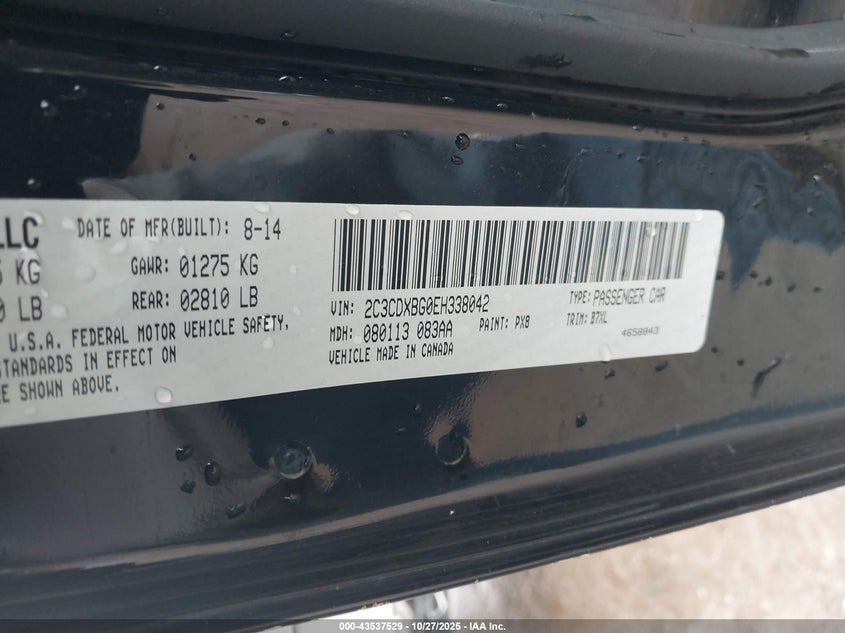 LLC DATE OF MFR(BUILT): 8-14
KG GAWR: 01275 KG
LB REAR: 02810 LB
U.S.A. FEDERAL MOTOR VEHICLE SAFETY,
STANDARDS IN EFFECT ON
SHOWN ABOVE.
VIN: 2C3CDXBG0EH338042 TYPE: PASSENGER CAR
MDH: 080113 083AA PAINT: PX8 TRIM: B7XL
VEHICLE MADE IN CANADA 46588431
000-43537529 | 10/27/2025 | IAA Inc.